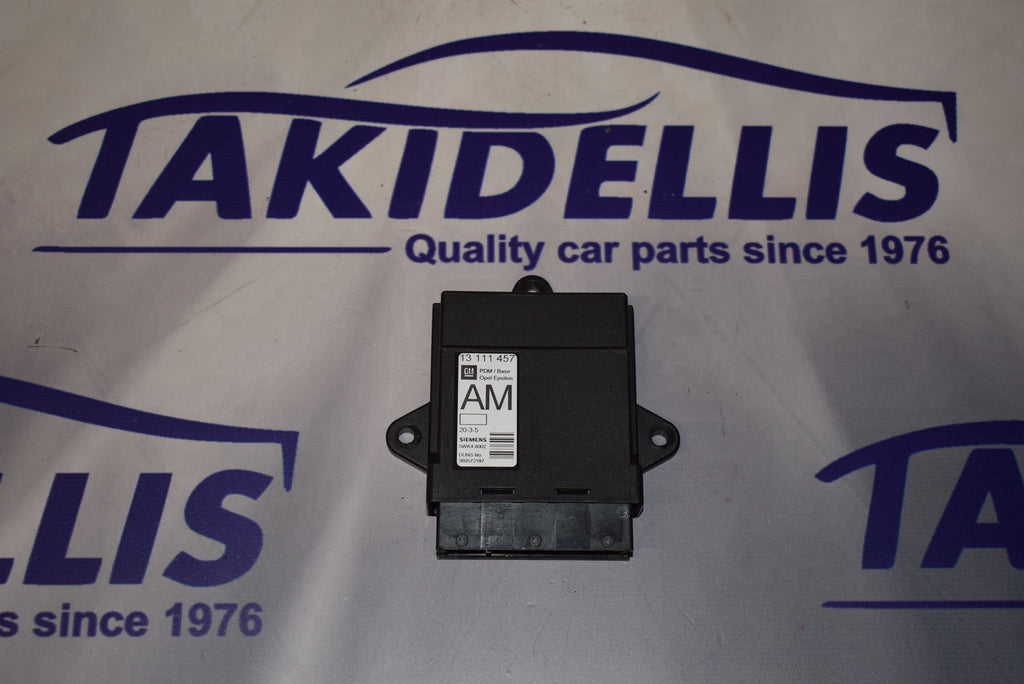 TAKIDELLIS
Quality car parts since 1976
13 111 457
GM
PDM / Base
Opel Epsilon
AM
20-3-5
SIEMENS
5WK4 6002
DUNS No.
LLIS
s since 1976
TA